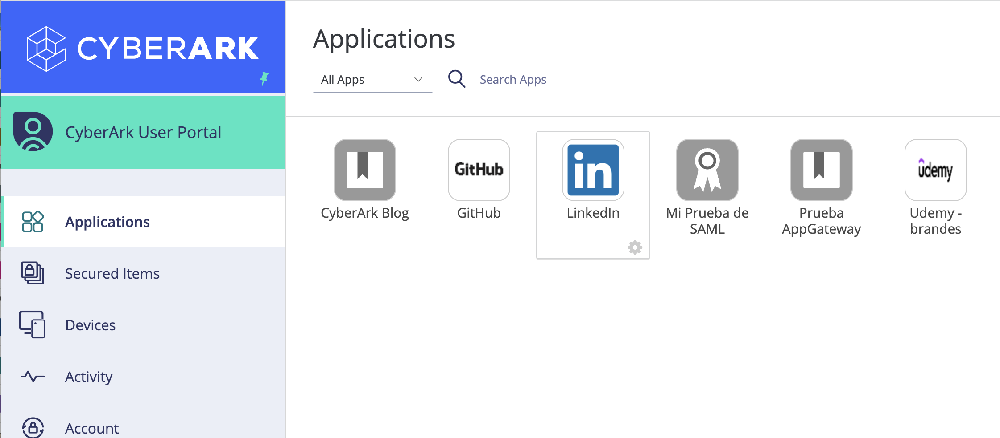 CYBERARK
CyberArk User Portal
Applications
Secured Items
Devices
Activity
Account
Applications
All Apps
Search Apps
GitHub
in
udemy
CyberArk Blog
GitHub
LinkedIn
Mi Prueba de
SAML
Prueba
AppGateway
Udemy -
brandes